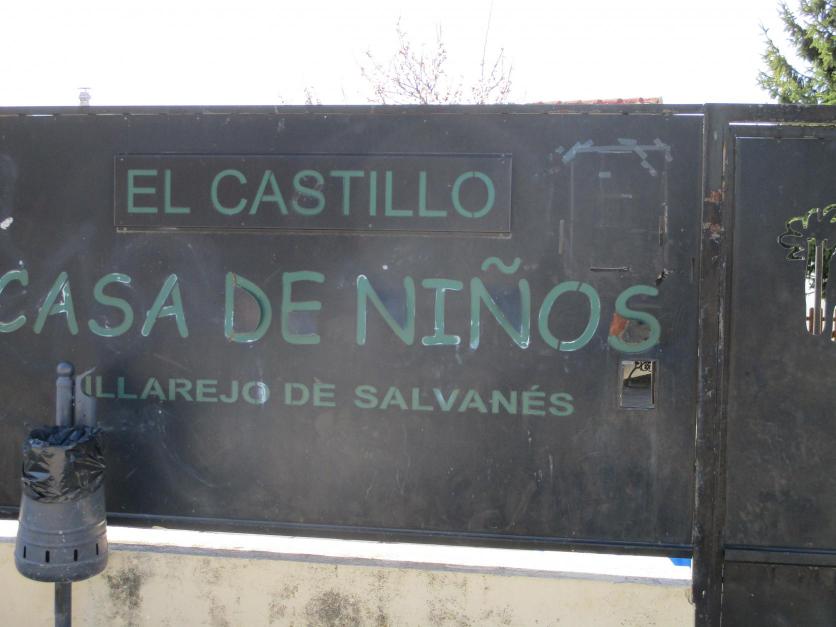 EL CASTILLO
CASA DE NIÑOS
ILLAREJO DE SALVANÉS